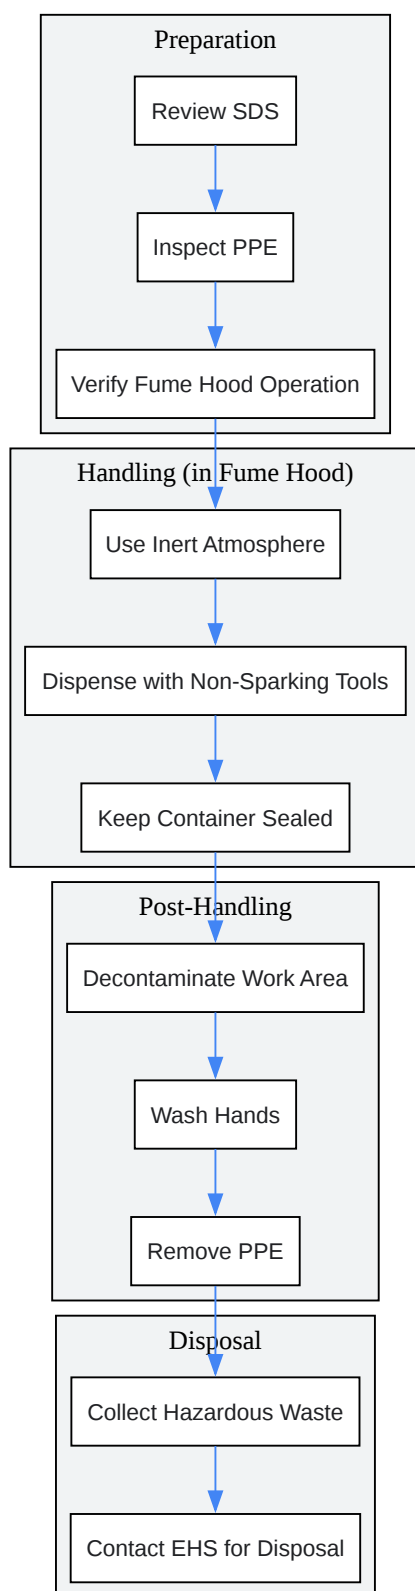 Preparation
Review SDS
Inspect PPE
Verify Fume Hood Operation
Handling (in Fume Hood)
Use Inert Atmosphere
Dispense with Non-Sparking Tools
Keep Container Sealed
Post-Handling
Decontaminate Work Area
Wash Hands
Remove PPE
Disposal
Collect Hazardous Waste
Contact EHS for Disposal